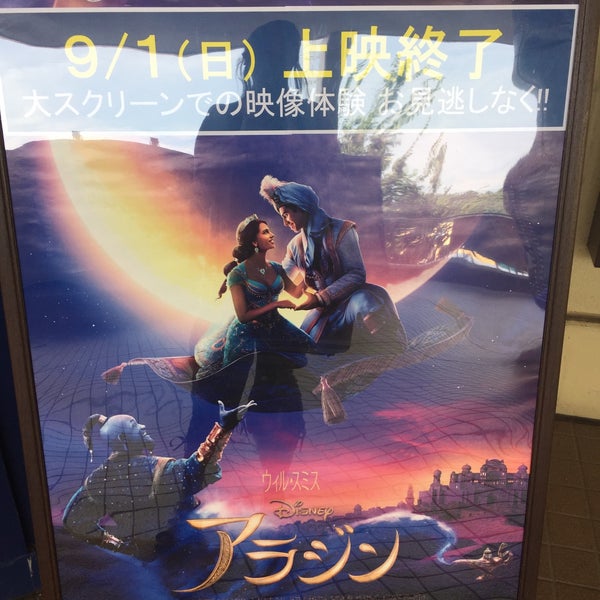 9/1(日) 上映終了
大スクリーンでの映像体験 お見逃しなく!!
ウィル・スミス
Disney
アラジン